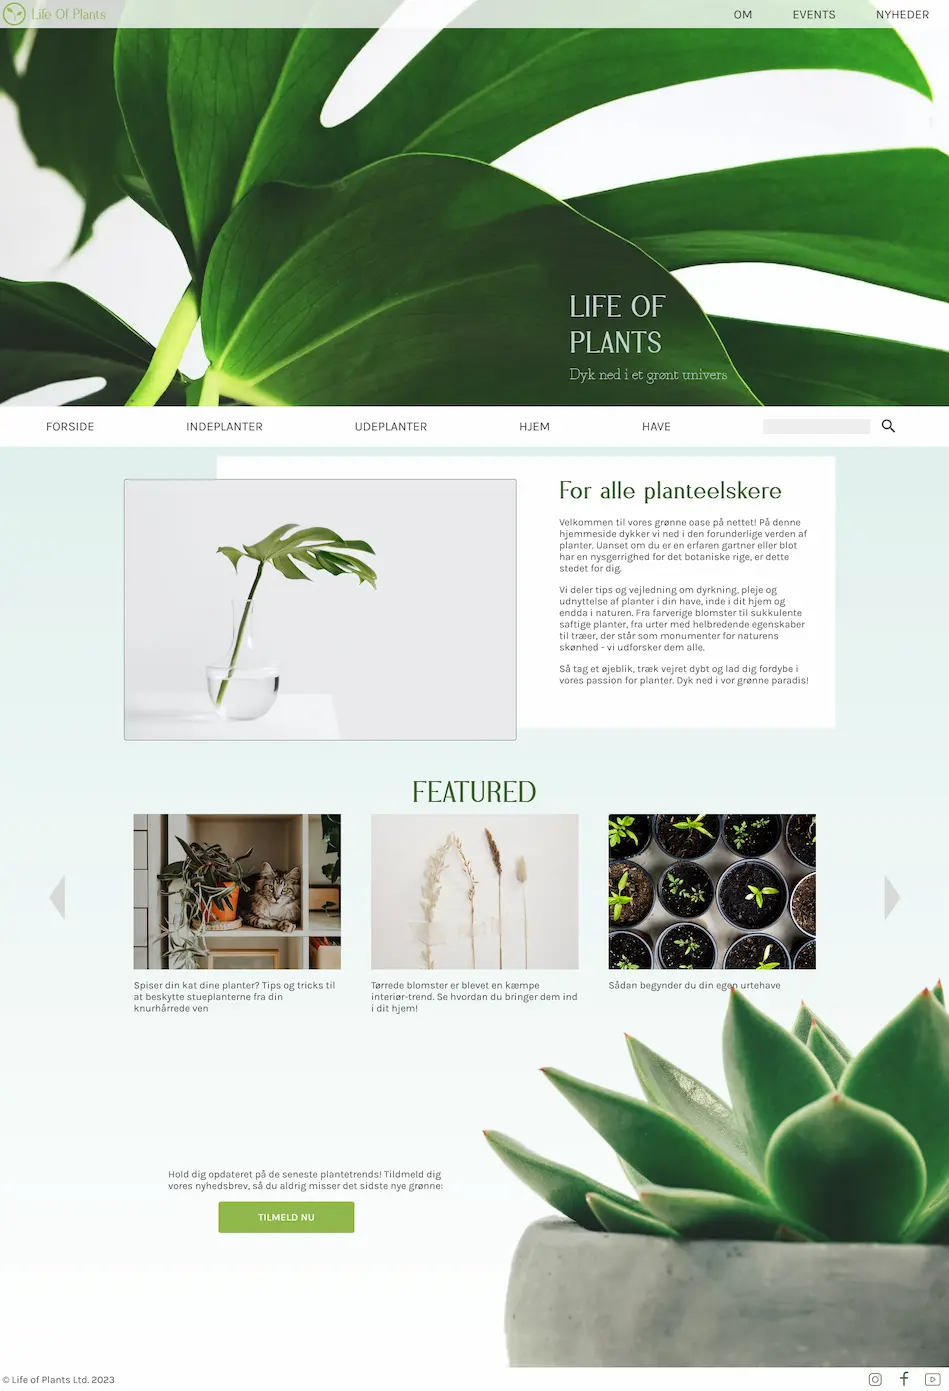 Life Of Plants
OM EVENTS NYHEDER
LIFE OF
PLANTS
Dyk ned i et grønt univers
FORSIDE INDEPLANTER UDEPLANTER HJEM HAVE
For alle planteelskere
Velkommen til vores grønne oase på nettet! På denne
hjemmeside dykker vi ned i den forunderlige verden af
planter. Uanset om du er en erfaren gartner eller blot
har en nysgerrighed for det botaniske rige, er dette
stedet for dig.
Vi deler tips og vejledning om dyrkning, pleje og
udnyttelse af planter i din have, inde i dit hjem og
endda i naturen. Fra farverige blomster til sukkulente
saftige planter, fra urter med helbredende egenskaber
til træer, der står som monumenter for naturens
skønhed - vi udforsker dem alle.
Så tag et øjeblik, træk vejret dybt og lad dig fordybe i
vores passion for planter. Dyk ned i vor grønne paradis!
FEATURED
Spiser din kat dine planter? Tips og tricks til
at beskytte stueplanterne fra din
knurhårrede ven
Tørrede blomster er blevet en kæmpe
interiør-trend. Se hvordan du bringer dem ind
i dit hjem!
Sådan begynder du din egen urtehave
Hold dig opdateret på de seneste plantetrends! Tildmeld dig
vores nyhedsbrev, så du aldrig misser det sidste nye grønne:
TILMELD NU
© Life of Plants Ltd. 2023